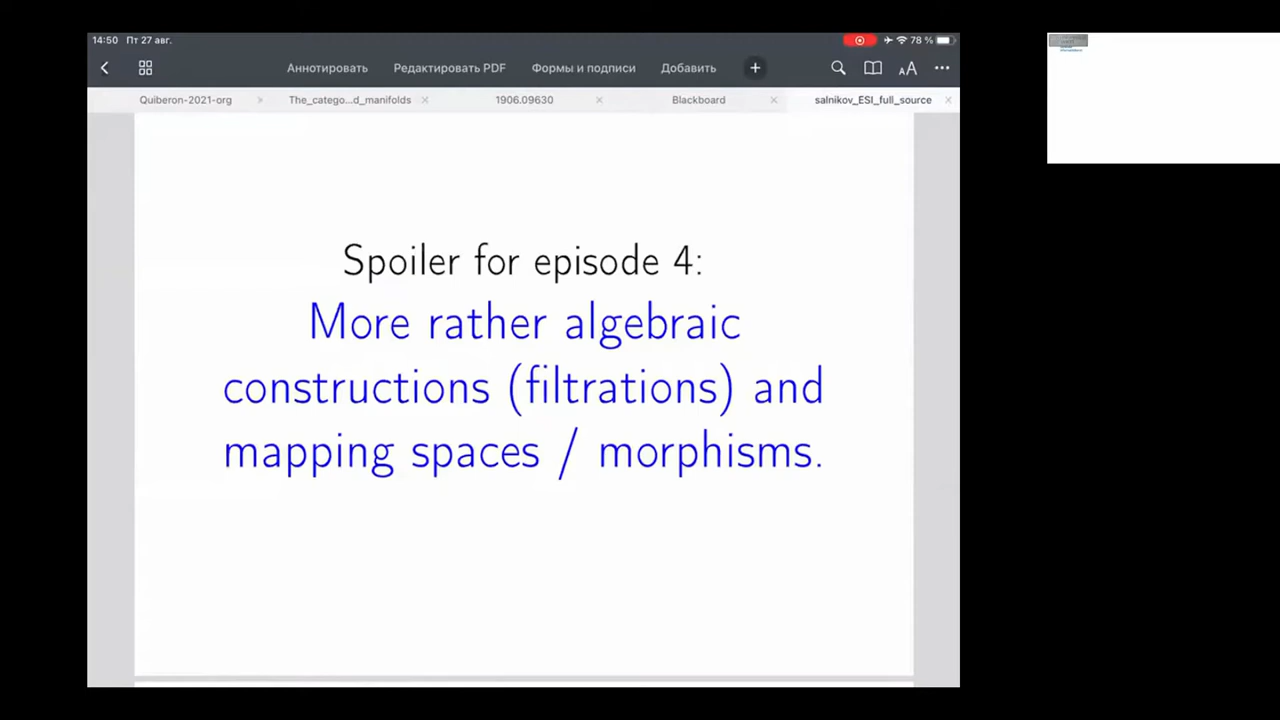 14:50 Пт 27 авг. 78 %
Аннотировать Редактировать PDF Формы и подписи Добавить
Quiberon-2021-org The_catego...d_manifolds 1906.09630 Blackboard salnikov_ESI_full_source
Spoiler for episode 4:
More rather algebraic
constructions (filtrations) and
mapping spaces / morphisms.